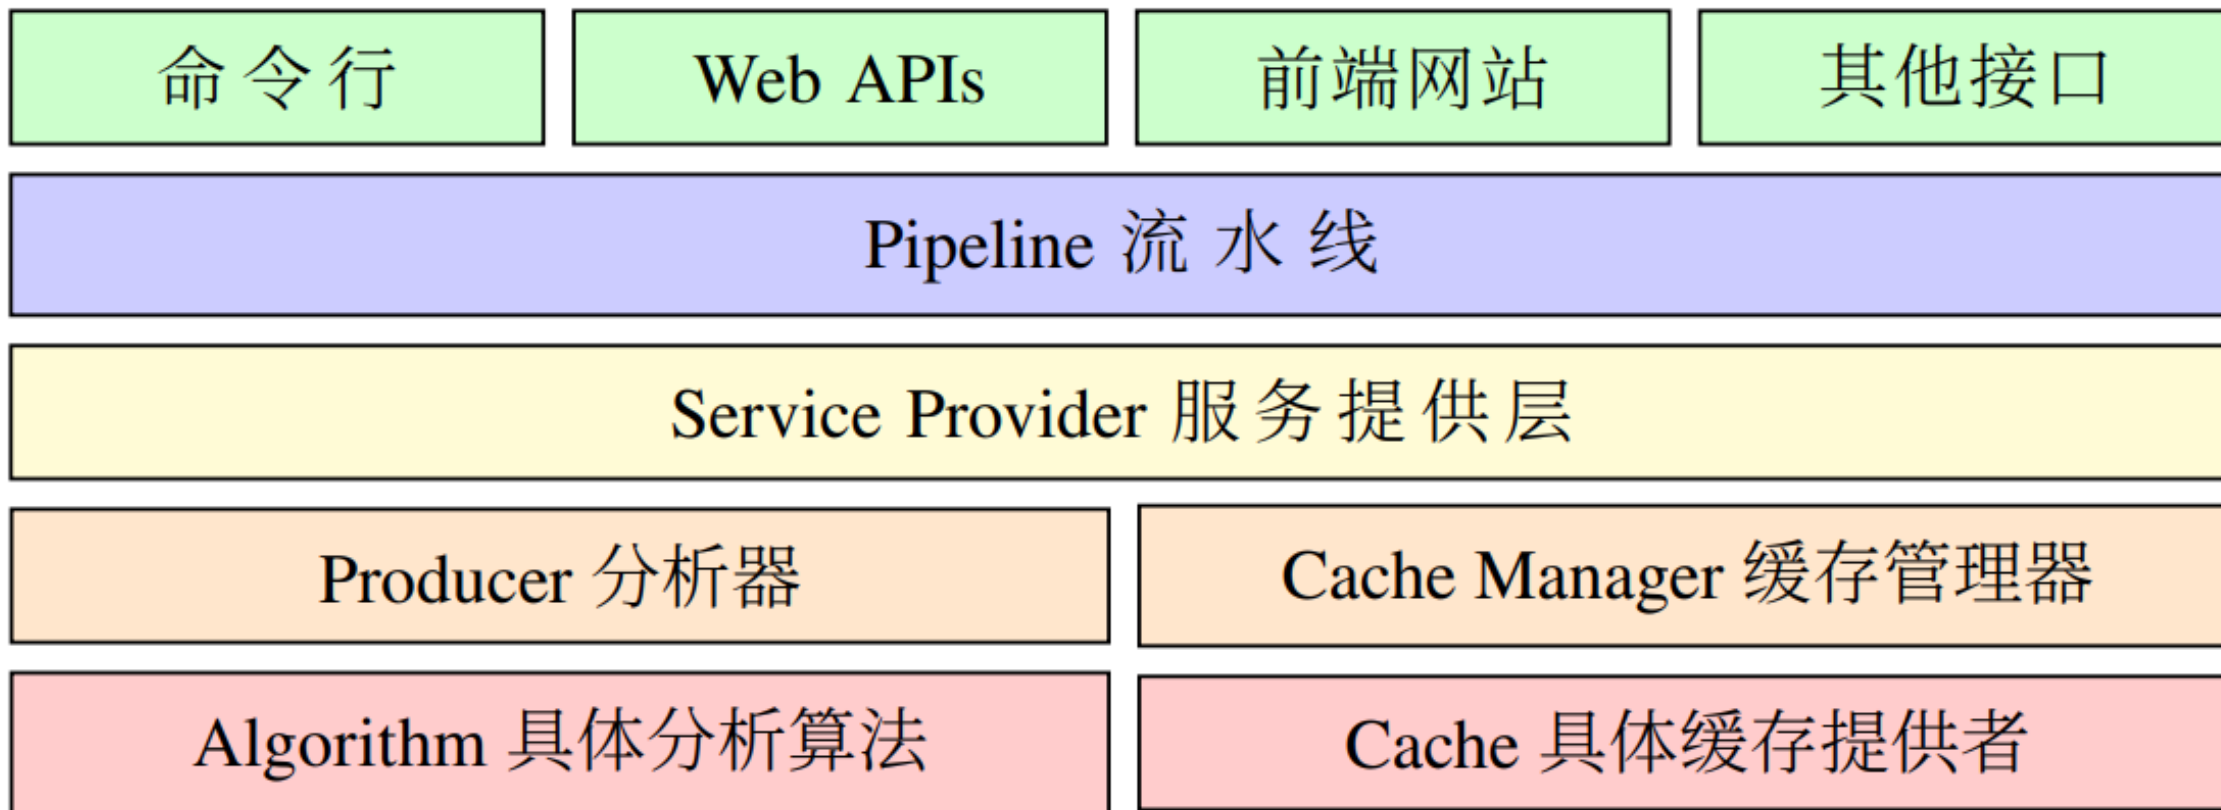 命令行 Web APIs 前端网站 其他接口
Pipeline 流水线
Service Provider 服务提供层
Producer 分析器 Cache Manager 缓存管理器
Algorithm 具体分析算法 Cache 具体缓存提供者